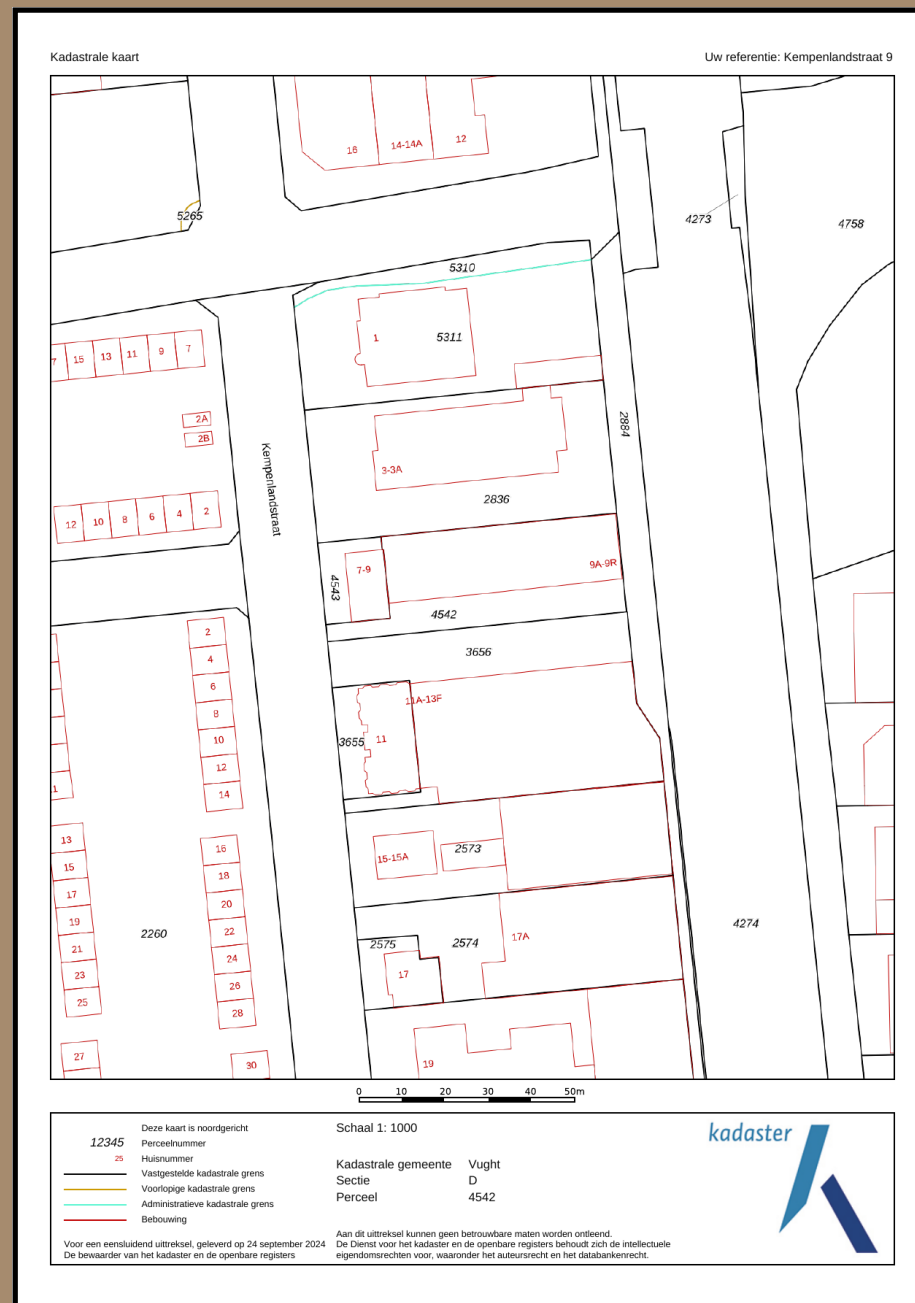 Kadastrale kaart
Uw referentie: Kempenlandstraat 9
16
14-14A
12
5265
4273
4758
5310
1
5311
7
15
13
11
9
7
2A
2B
2884
Kempenlandstraat
3-3A
2836
12
10
8
6
4
2
7-9
9A-9R
4543
4542
3656
2
4
6
8
10
12
14
11A-13F
3655
11
1
13
15
17
19
21
23
25
27
16
18
20
22
24
26
28
30
2260
15-15A
2573
2575
2574
17A
17
19
4274
0 10 20 30 40 50m
Deze kaart is noordgericht
12345 Perceelnummer
25 Huisnummer
Vastgestelde kadastrale grens
Voorlopige kadastrale grens
Administratieve kadastrale grens
Bebouwing
Voor een eensluidend uittreksel, geleverd op 24 september 2024
De bewaarder van het kadaster en de openbare registers
Schaal 1: 1000
Kadastrale gemeente Vught
Sectie D
Perceel 4542
Aan dit uittreksel kunnen geen betrouwbare maten worden ontleend.
De Dienst voor het kadaster en de openbare registers behoudt zich de intellectuele
eigendomsrechten voor, waaronder het auteursrecht en het databankenrecht.
kadaster